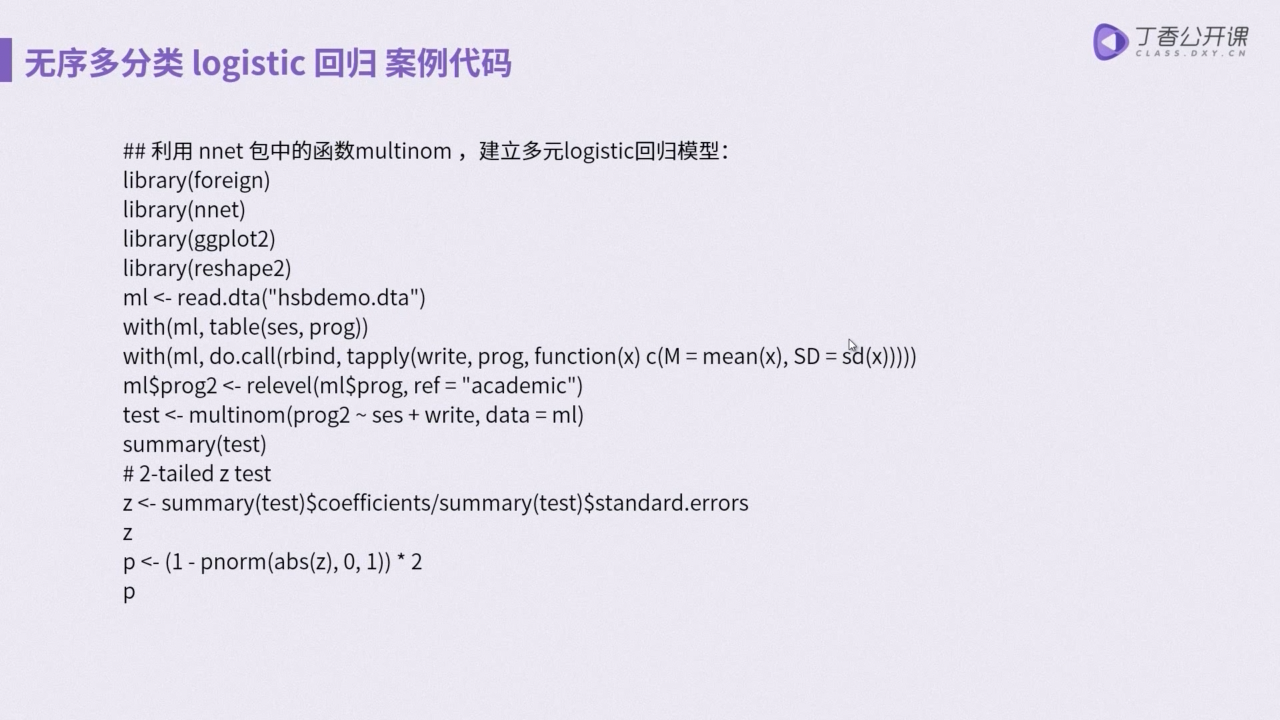 无序多分类 logistic 回归 案例代码
丁香公开课
CLASS.DXY.CN
## 利用 nnet 包中的函数multinom ，建立多元logistic回归模型：
library(foreign)
library(nnet)
library(ggplot2)
library(reshape2)
ml <- read.dta("hsbdemo.dta")
with(ml, table(ses, prog))
with(ml, do.call(rbind, tapply(write, prog, function(x) c(M = mean(x), SD = sd(x)))))
ml$prog2 <- relevel(ml$prog, ref = "academic")
test <- multinom(prog2 ~ ses + write, data = ml)
summary(test)
# 2-tailed z test
z <- summary(test)$coefficients/summary(test)$standard.errors
z
p <- (1 - pnorm(abs(z), 0, 1)) * 2
p